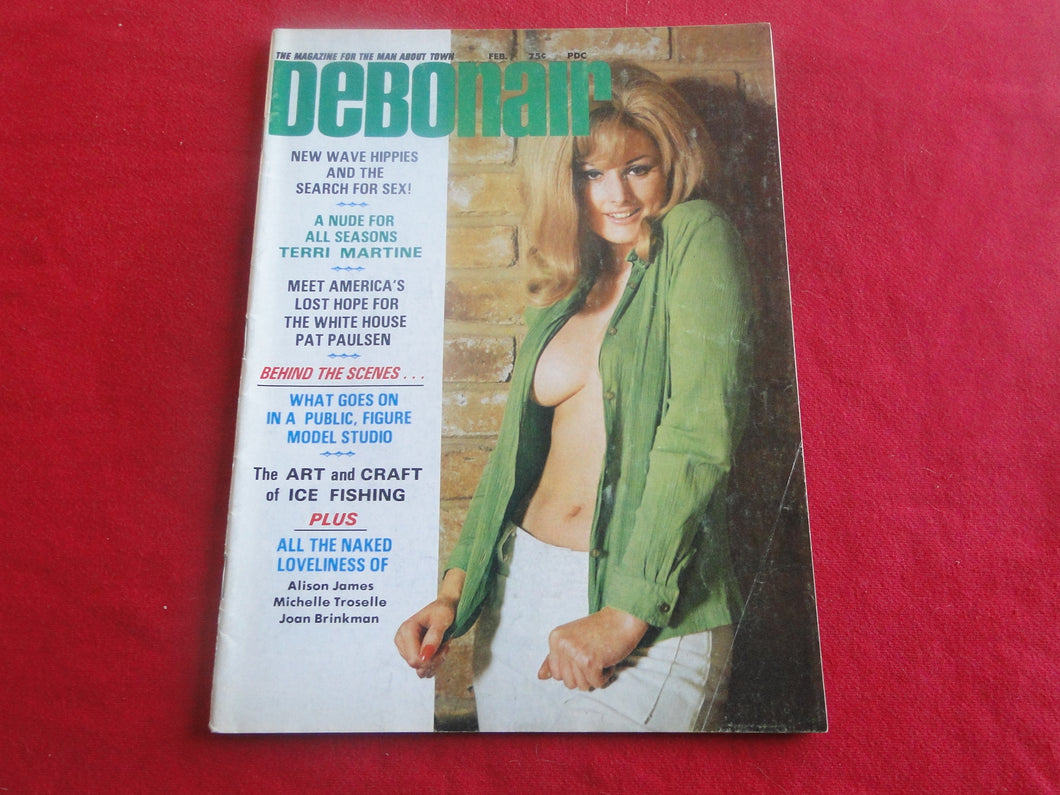 THE MAGAZINE FOR THE MAN ABOUT TOWN FEB. 75¢ PDC
DeBonair
NEW WAVE HIPPIES
AND THE
SEARCH FOR SEX!
A NUDE FOR
ALL SEASONS
TERRI MARTINE
MEET AMERICA'S
LOST HOPE FOR
THE WHITE HOUSE
PAT PAULSEN
BEHIND THE SCENES...
WHAT GOES ON
IN A PUBLIC, FIGURE
MODEL STUDIO
The ART and CRAFT
of ICE FISHING
PLUS
ALL THE NAKED
LOVELINESS OF
Alison James
Michelle Troselle
Joan Brinkman